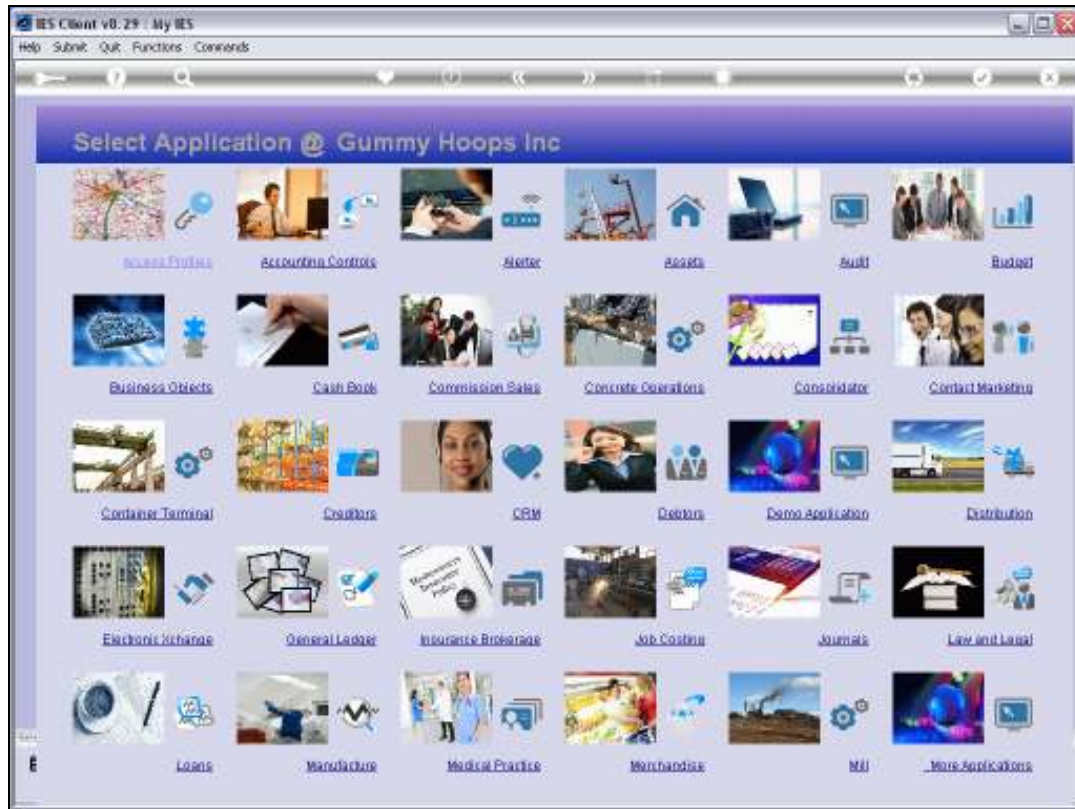 IES Client v8.29 : My IES
Help Submit Quit Functions Commands
Select Application @ Gummy Hoops Inc
Access Profiles Accounting Controls Alerter Assets Audit Budget
Business Objects Cash Book Commission Sales Concrete Operations Consolidator Contact Marketing
Container Terminal Creditors CRM Debtors Demo Application Distribution
Electronic Xchange General Ledger Insurance Brokerage Job Costing Journals Law and Legal
Loans Manufacture Medical Practice Merchandise Mill _More Applications